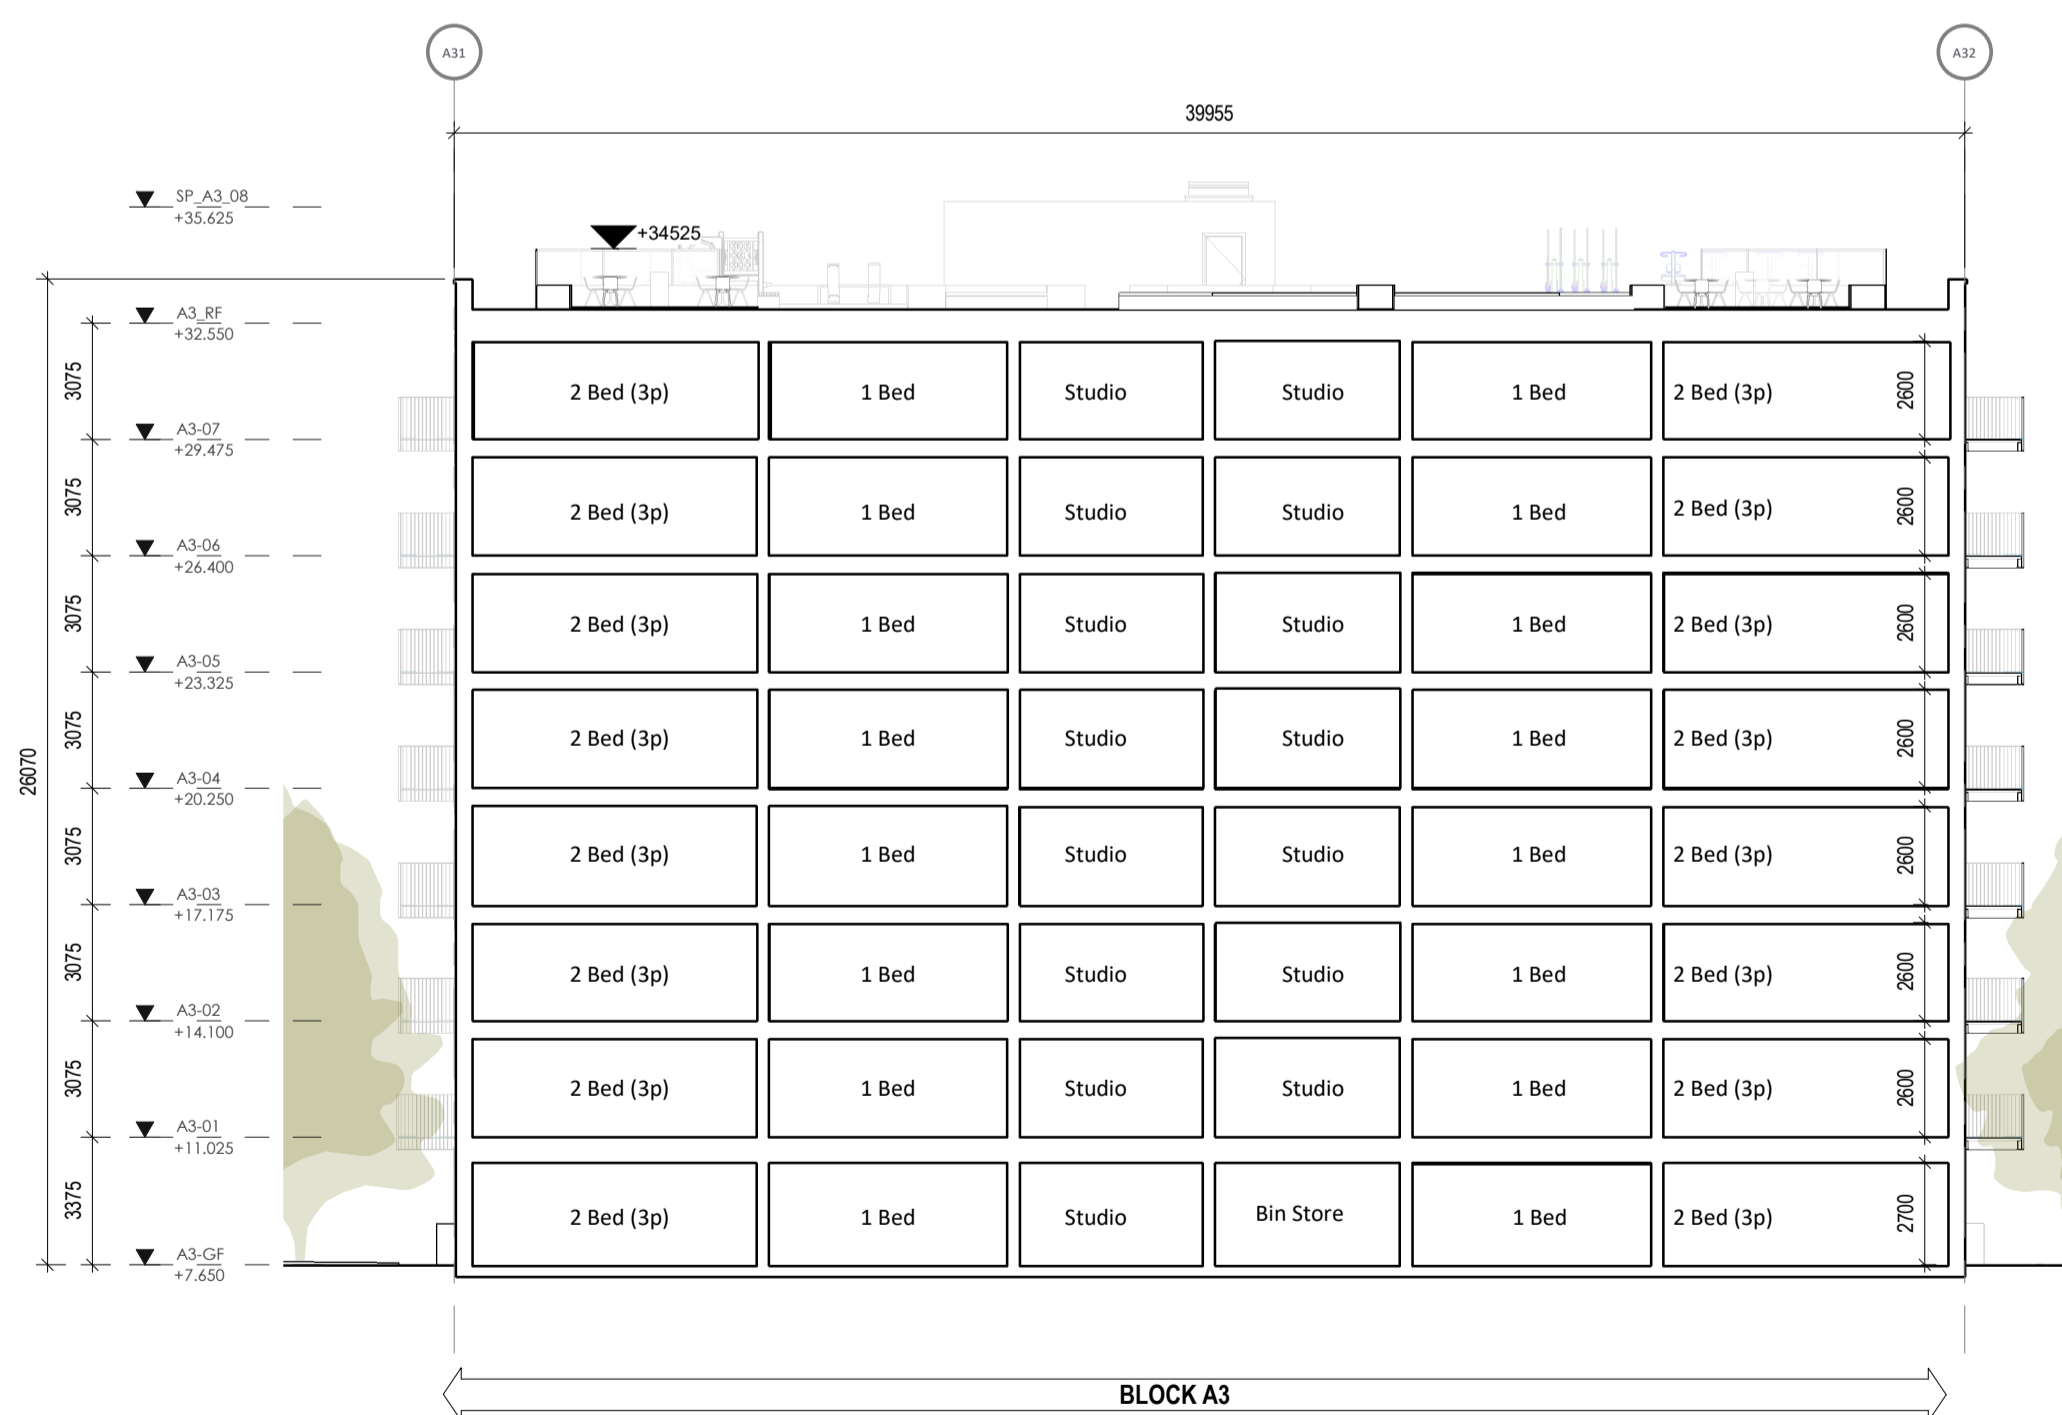 A31
A32
39955
SP_A3_08
+35.625
+34525
A3_RF
+32.550
3075
2 Bed (3p)
1 Bed
Studio
Studio
1 Bed
2 Bed (3p)
2600
A3-07
+29.475
3075
2 Bed (3p)
1 Bed
Studio
Studio
1 Bed
2 Bed (3p)
2600
A3-06
+26.400
3075
2 Bed (3p)
1 Bed
Studio
Studio
1 Bed
2 Bed (3p)
2600
A3-05
+23.325
3075
2 Bed (3p)
1 Bed
Studio
Studio
1 Bed
2 Bed (3p)
2600
26070
A3-04
+20.250
3075
2 Bed (3p)
1 Bed
Studio
Studio
1 Bed
2 Bed (3p)
2600
A3-03
+17.175
3075
2 Bed (3p)
1 Bed
Studio
Studio
1 Bed
2 Bed (3p)
2600
A3-02
+14.100
3075
2 Bed (3p)
1 Bed
Studio
Studio
1 Bed
2 Bed (3p)
2600
A3-01
+11.025
3375
2 Bed (3p)
1 Bed
Studio
Bin Store
1 Bed
2 Bed (3p)
2700
A3-GF
+7.650
BLOCK A3